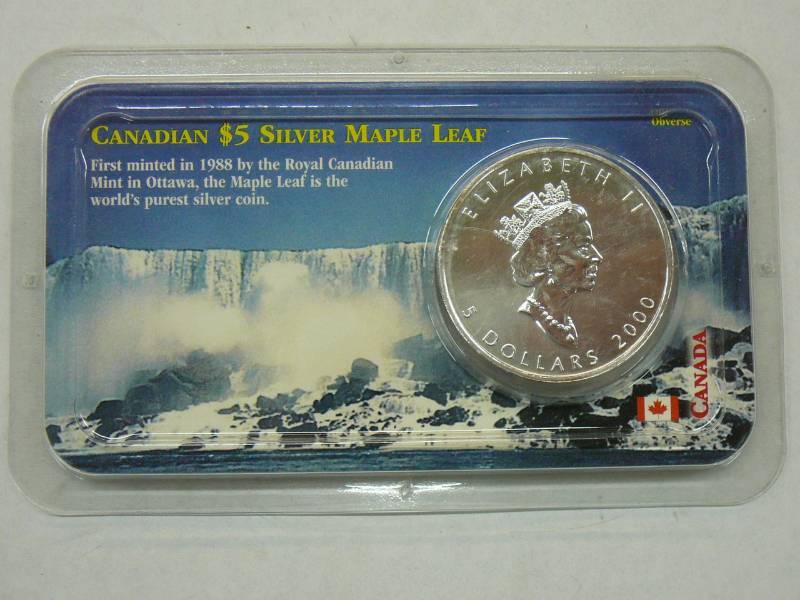 CANADIAN $5 SILVER MAPLE LEAF
First minted in 1988 by the Royal Canadian
Mint in Ottawa, the Maple Leaf is the
world's purest silver coin.
Obverse
ELIZABETH II
5 DOLLARS 2000
CANADA